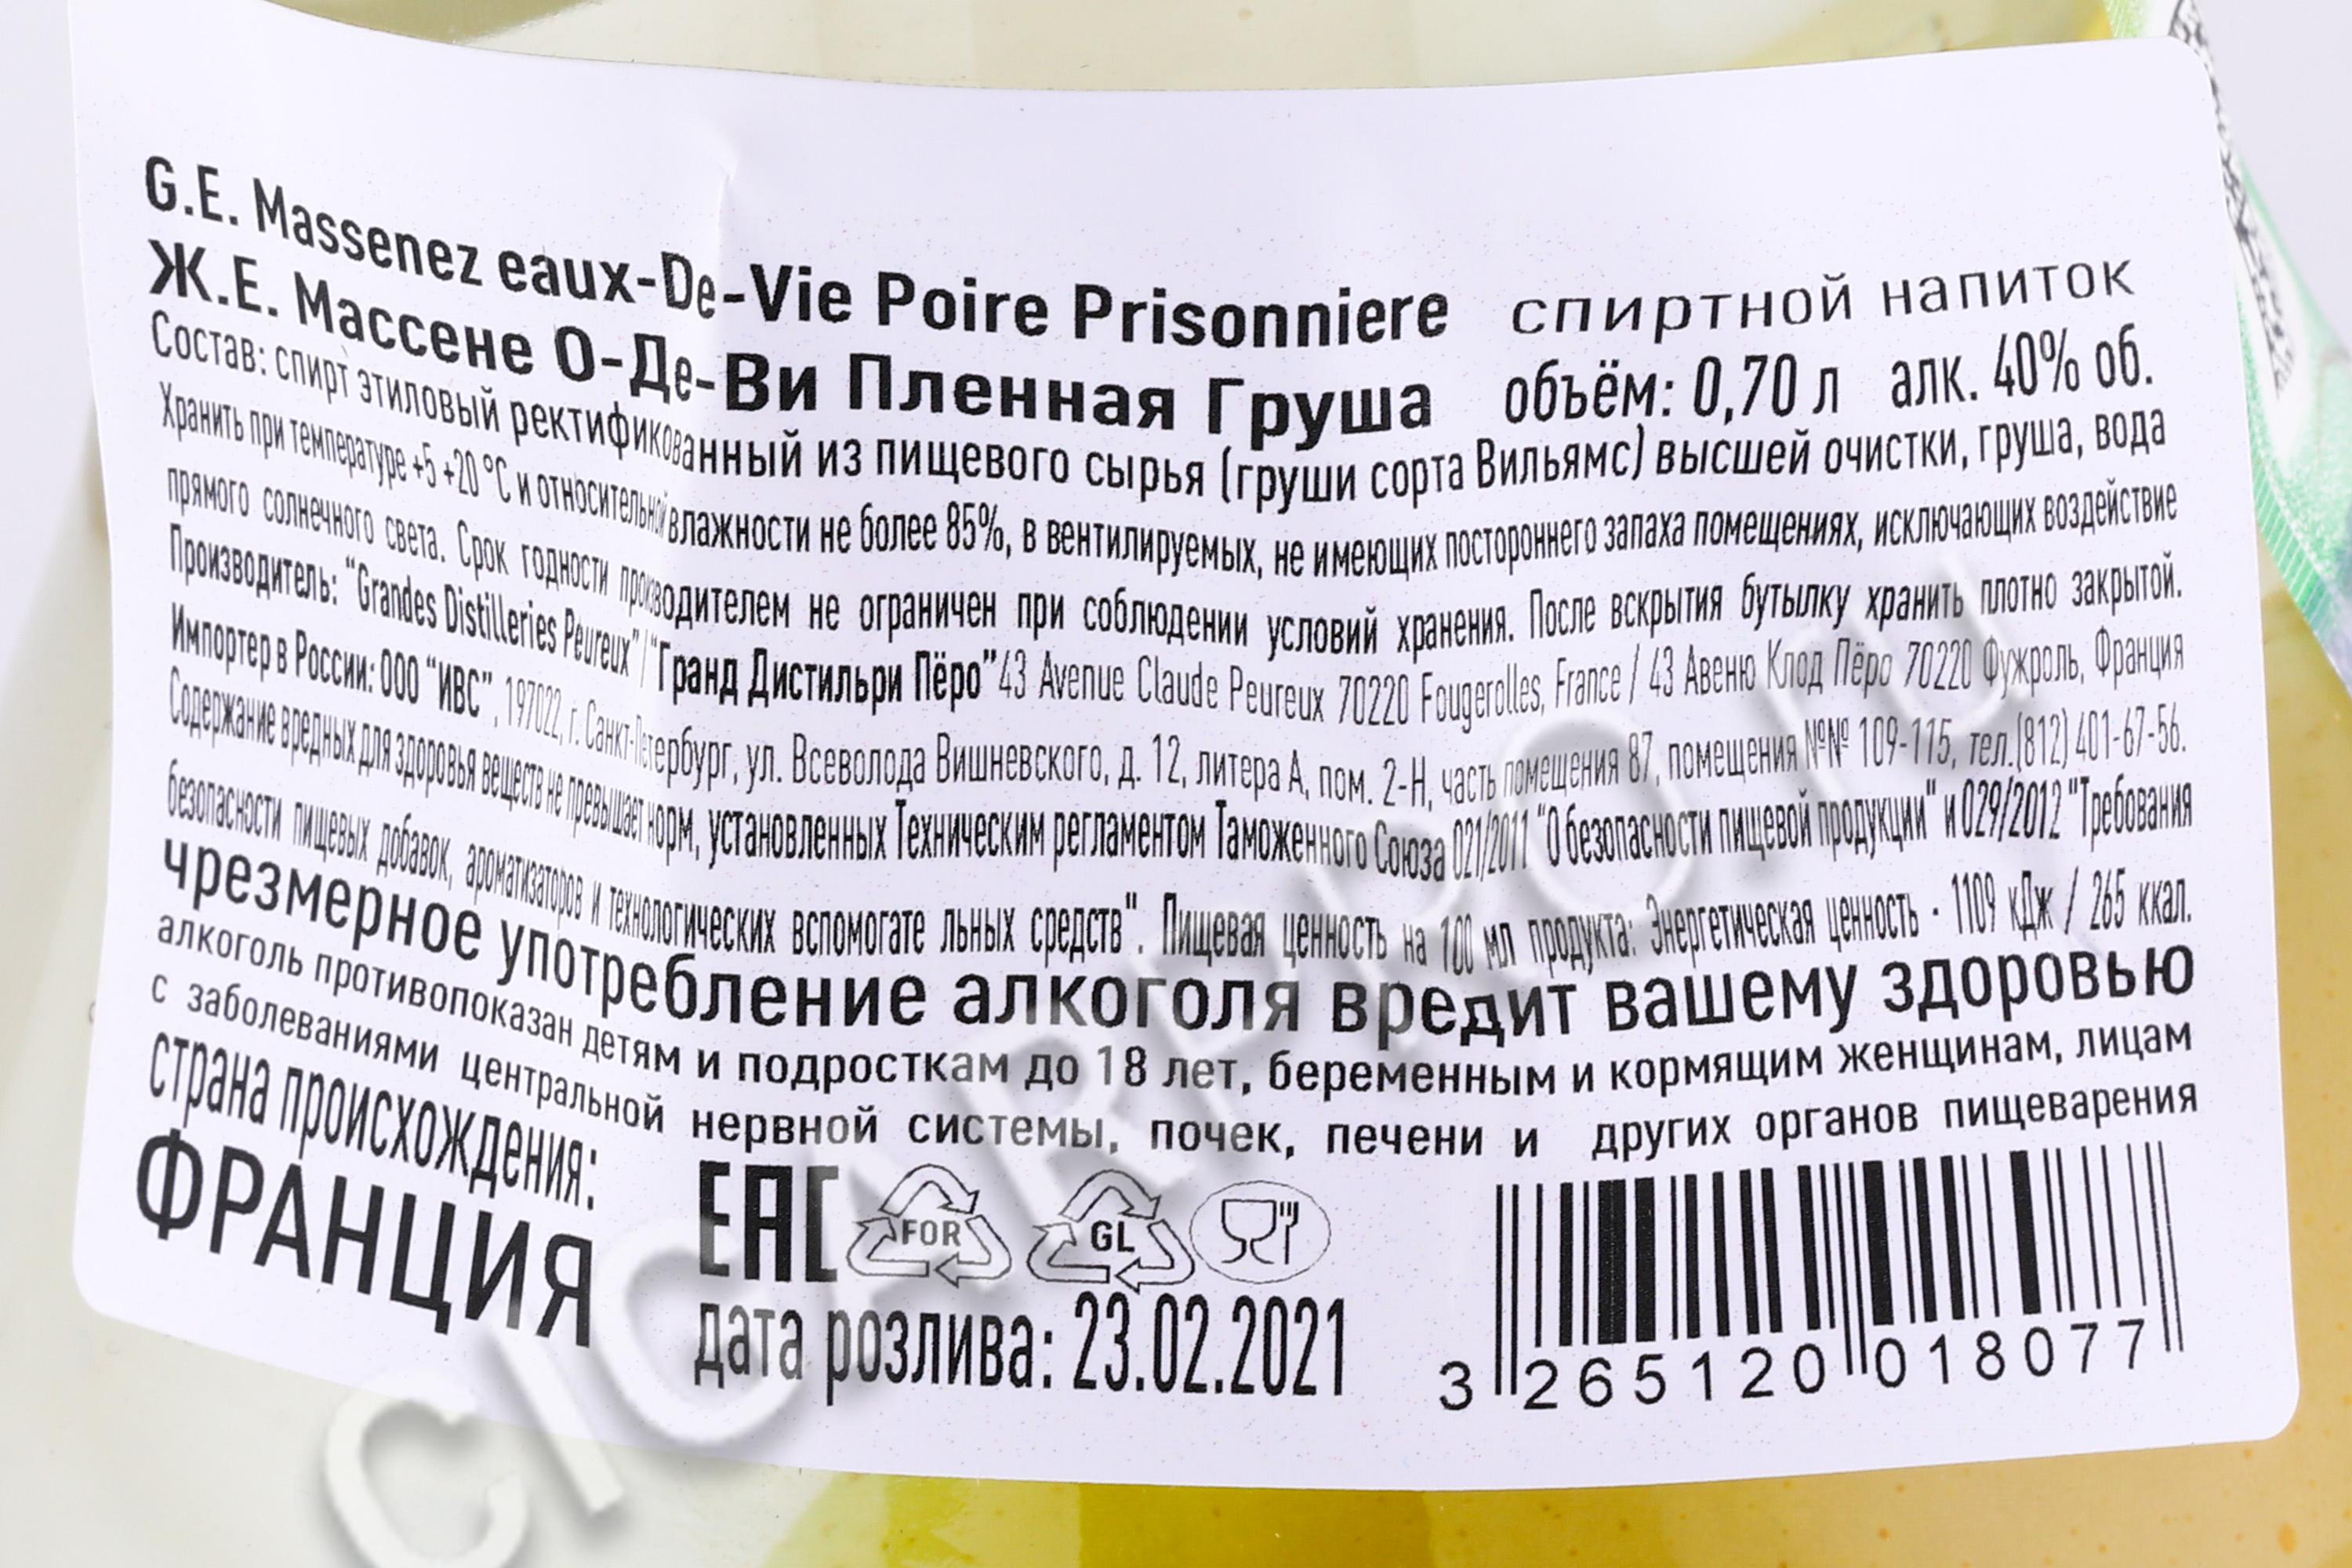 G.E. Massenez eaux-De-Vie Poire Prisonniere спиртной напиток
Ж.Е. Массене О-Де-Ви Пленная Груша объём: 0,70 л алк. 40% об.
Состав: спирт этиловый ректификованный из пищевого сырья (груши сорта Вильямс) высшей очистки, груша, вода
Хранить при температуре +5 +20 °С и относительной влажности не более 85%, в вентилируемых, не имеющих постороннего запаха помещениях, исключающих воздействие
прямого солнечного света. Срок годности производителем не ограничен при соблюдении условий хранения. После вскрытия бутылку хранить плотно закрытой.
Производитель: "Grandes Distilleries Peureux" / "Гранд Дистильри Пёро" 43 Avenue Claude Peureux 70220 Fougerolles, France / 43 Авеню Клод Пёро 70220 Фужроль, Франция
Импортер в России: ООО "ИВС", 197022, г. Санкт-Петербург, ул. Всеволода Вишневского, д. 12, литера А, пом. 2-Н, часть помещения 87, помещения №№ 109-115, тел.(812) 401-67-56.
Содержание вредных для здоровья веществ не превышает норм, установленных Техническим регламентом Таможенного Союза 021/2011 "О безопасности пищевой продукции" и 029/2012 "Требования
безопасности пищевых добавок, ароматизаторов и технологических вспомогате льных средств". Пищевая ценность на 100 мл продукта: Энергетическая ценность - 1109 кДж / 265 ккал.
чрезмерное употребление алкоголя вредит вашему здоровью
алкоголь противопоказан детям и подросткам до 18 лет, беременным и кормящим женщинам, лицам
с заболеваниями центральной нервной системы, почек, печени и других органов пищеварения
страна происхождения:
ФРАНЦИЯ
EAC FOR GL
дата розлива: 23.02.2021
3 265120 018077
CIGARPRO.ru